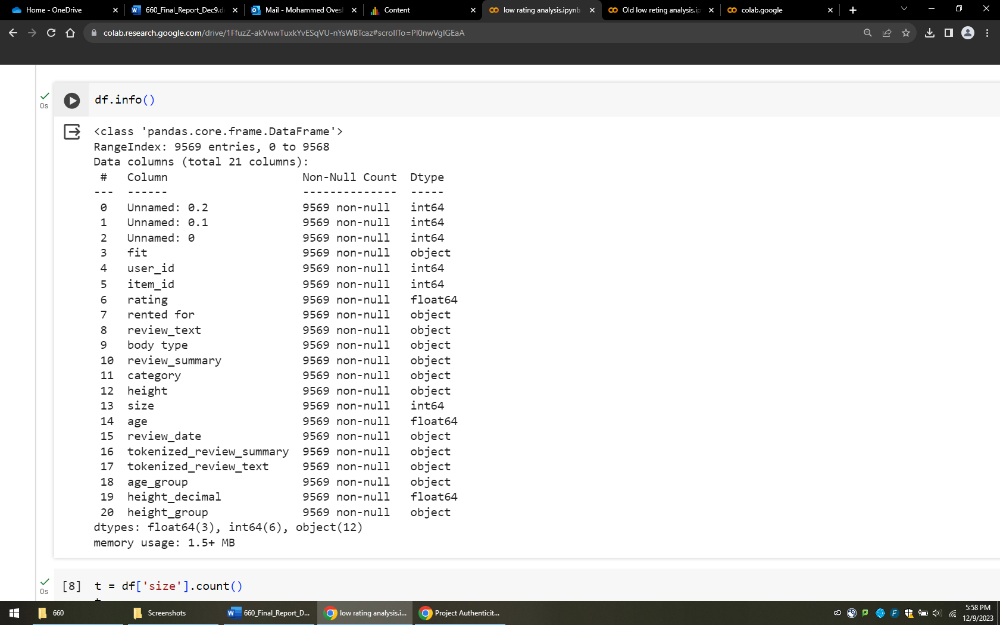 Home - OneDrive
660_Final_Report_Dec9.d
Mail - Mohammed Ovesh
Content
low rating analysis.ipynb
Old low reting analysis.ip
colab.google
colab.research.google.com/drive/1FfuzZ-akVwwTuxkYvESqVU-nYsWBTcaz#scrollTo=Pl0nwVglGEaA
0s
df.info()
<class 'pandas.core.frame.DataFrame'>
RangeIndex: 9569 entries, 0 to 9568
Data columns (total 21 columns):
# Column Non-Null Count Dtype
--- ------ -------------- -----
0 Unnamed: 0.2 9569 non-null int64
1 Unnamed: 0.1 9569 non-null int64
2 Unnamed: 0 9569 non-null int64
3 fit 9569 non-null object
4 user_id 9569 non-null int64
5 item_id 9569 non-null int64
6 rating 9569 non-null float64
7 rented for 9569 non-null object
8 review_text 9569 non-null object
9 body type 9569 non-null object
10 review_summary 9569 non-null object
11 category 9569 non-null object
12 height 9569 non-null object
13 size 9569 non-null int64
14 age 9569 non-null float64
15 review_date 9569 non-null object
16 tokenized_review_summary 9569 non-null object
17 tokenized_review_text 9569 non-null object
18 age_group 9569 non-null object
19 height_decimal 9569 non-null float64
20 height_group 9569 non-null object
dtypes: float64(3), int64(6), object(12)
memory usage: 1.5+ MB
0s
[8] t = df['size'].count()
660
Screenshots
660_Final_Report_D...
low rating analysis.i...
Project Authenticit...
5:58 PM
12/9/2023